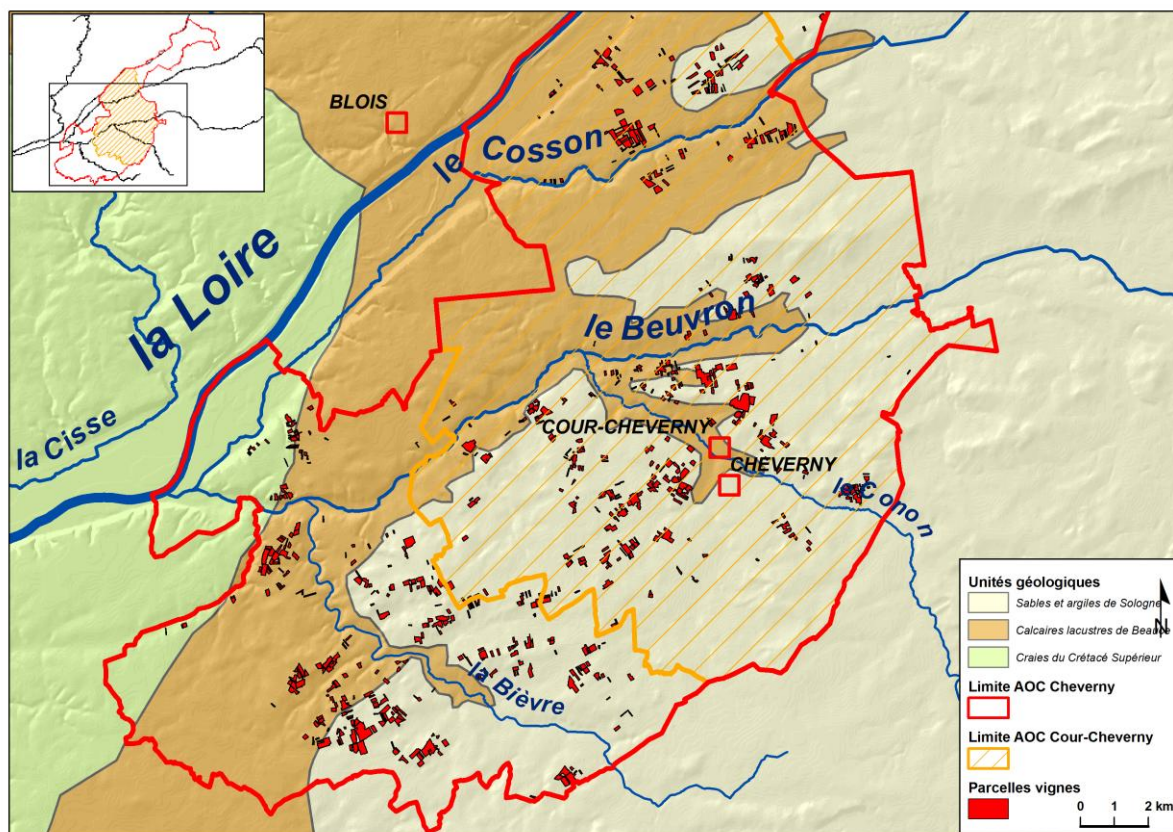 BLOIS
le Cosson
la Loire
le Beuvron
la Cisse
COUR-CHEVERNY
CHEVERNY
le Conon
la Bièvre
Unités géologiques
Sables et argiles de Sologne
Calcaires lacustres de Beauce
Craies du Crétacé Supérieur
N
Limite AOC Cheverny
Limite AOC Cour-Cheverny
Parcelles vignes
0 1 2 km